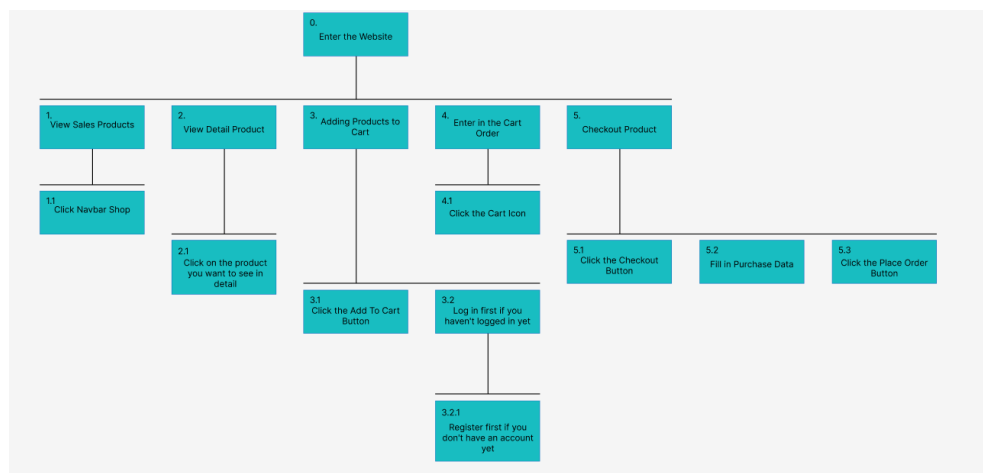 0.
Enter the Website
1.
View Sales Products
2.
View Detail Product
3.
Adding Products to
Cart
4.
Enter in the Cart
Order
5.
Checkout Product
1.1
Click Navbar Shop
4.1
Click the Cart Icon
2.1
Click on the product
you want to see in
detail
5.1
Click the Checkout
Button
5.2
Fill in Purchase Data
5.3
Click the Place Order
Button
3.1
Click the Add To Cart
Button
3.2
Log in first if you
haven't logged in yet
3.2.1
Register first if you
don't have an account
yet